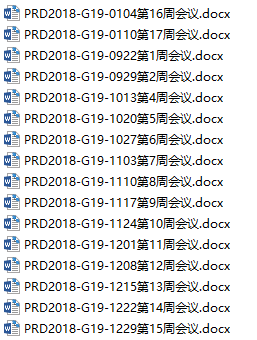 PRD2018-G19-0104第16周会议.docx
PRD2018-G19-0110第17周会议.docx
PRD2018-G19-0922第1周会议.docx
PRD2018-G19-0929第2周会议.docx
PRD2018-G19-1013第4周会议.docx
PRD2018-G19-1020第5周会议.docx
PRD2018-G19-1027第6周会议.docx
PRD2018-G19-1103第7周会议.docx
PRD2018-G19-1110第8周会议.docx
PRD2018-G19-1117第9周会议.docx
PRD2018-G19-1124第10周会议.docx
PRD2018-G19-1201第11周会议.docx
PRD2018-G19-1208第12周会议.docx
PRD2018-G19-1215第13周会议.docx
PRD2018-G19-1222第14周会议.docx
PRD2018-G19-1229第15周会议.docx